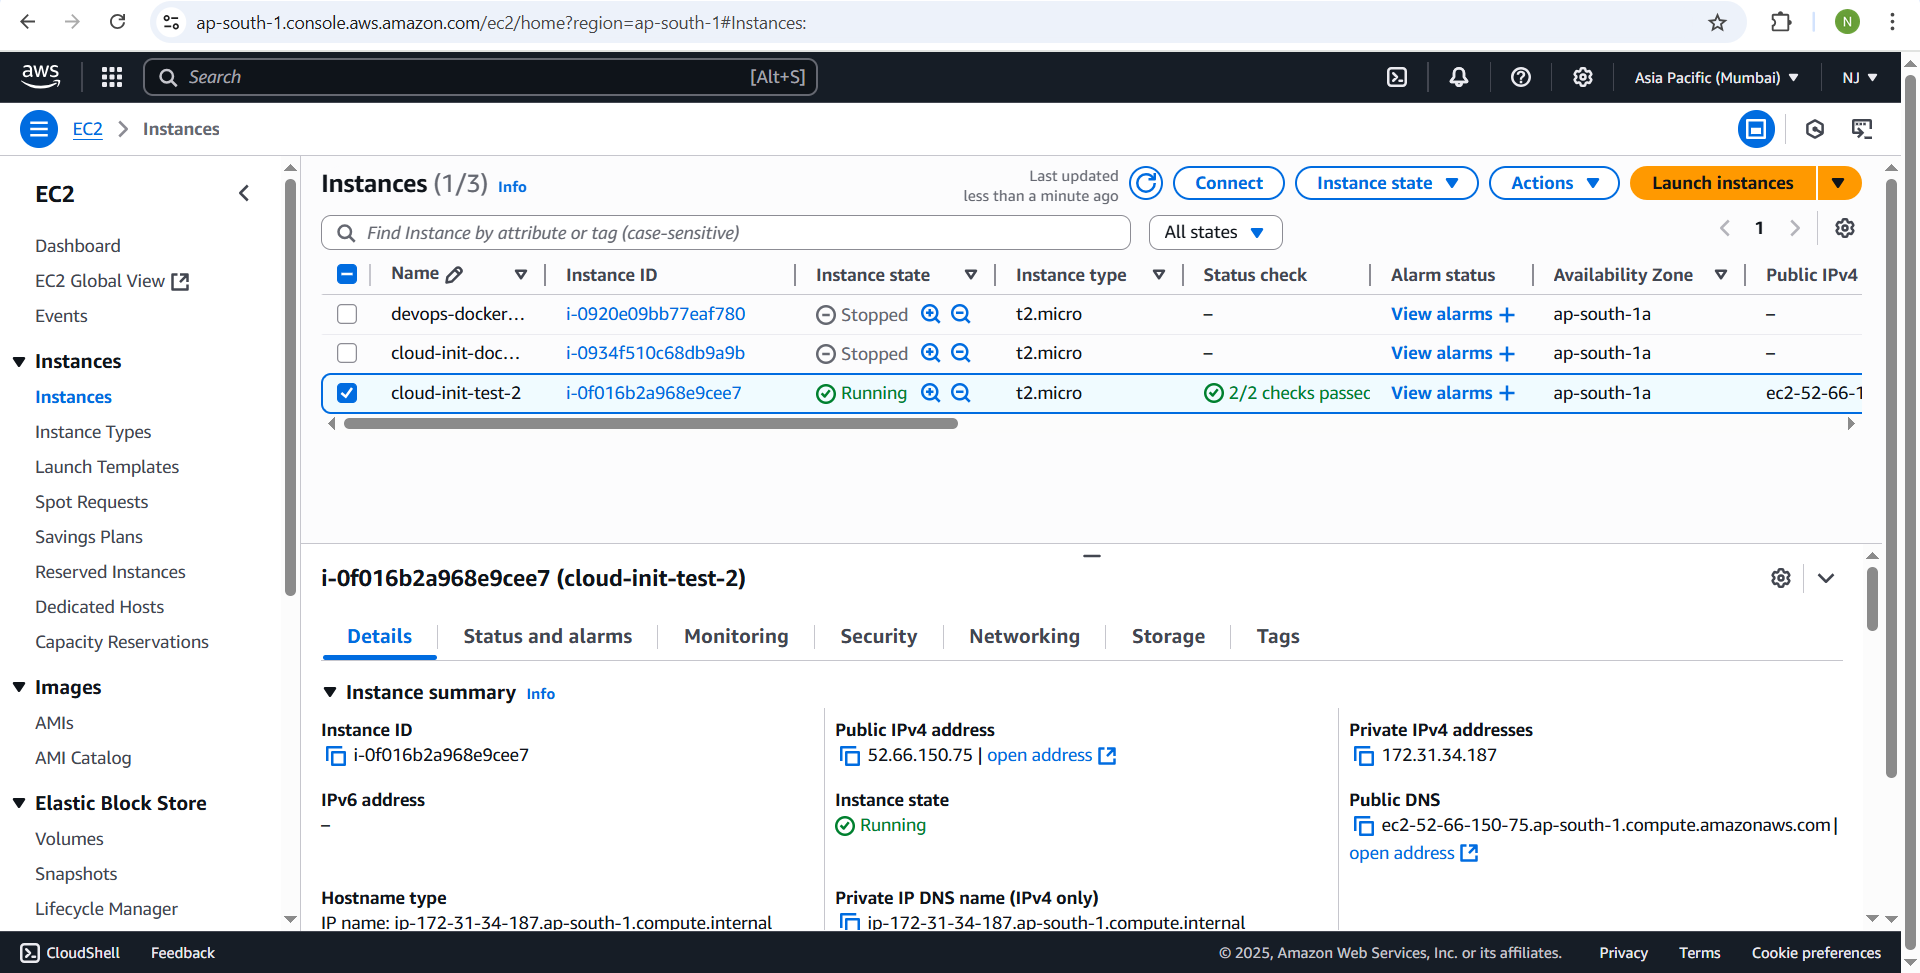 ap-south-1.console.aws.amazon.com/ec2/home?region=ap-south-1#Instances:
N
aws
Search [Alt+S]
Asia Pacific (Mumbai)
NJ
EC2
Instances
EC2
Dashboard
EC2 Global View
Events
Instances
Instances
Instance Types
Launch Templates
Spot Requests
Savings Plans
Reserved Instances
Dedicated Hosts
Capacity Reservations
Images
AMIs
AMI Catalog
Elastic Block Store
Volumes
Snapshots
Lifecycle Manager
Instances (1/3) Info
Last updated
less than a minute ago
Connect
Instance state
Actions
Launch instances
Find Instance by attribute or tag (case-sensitive)
All states
1
Name Instance ID Instance state Instance type Status check Alarm status Availability Zone Public IPv4
devops-docker... i-0920e09bb77eaf780 Stopped t2.micro – View alarms + ap-south-1a –
cloud-init-doc... i-0934f510c68db9a9b Stopped t2.micro – View alarms + ap-south-1a –
cloud-init-test-2 i-0f016b2a968e9cee7 Running t2.micro 2/2 checks passec View alarms + ap-south-1a ec2-52-66-1
i-0f016b2a968e9cee7 (cloud-init-test-2)
Details
Status and alarms
Monitoring
Security
Networking
Storage
Tags
Instance summary Info
Instance ID
i-0f016b2a968e9cee7
Public IPv4 address
52.66.150.75 | open address
Private IPv4 addresses
172.31.34.187
IPv6 address
–
Instance state
Running
Public DNS
ec2-52-66-150-75.ap-south-1.compute.amazonaws.com |
open address
Hostname type
IP name: ip-172-31-34-187.ap-south-1.compute.internal
Private IP DNS name (IPv4 only)
ip-172-31-34-187.ap-south-1.compute.internal
CloudShell
Feedback
© 2025, Amazon Web Services, Inc. or its affiliates.
Privacy
Terms
Cookie preferences